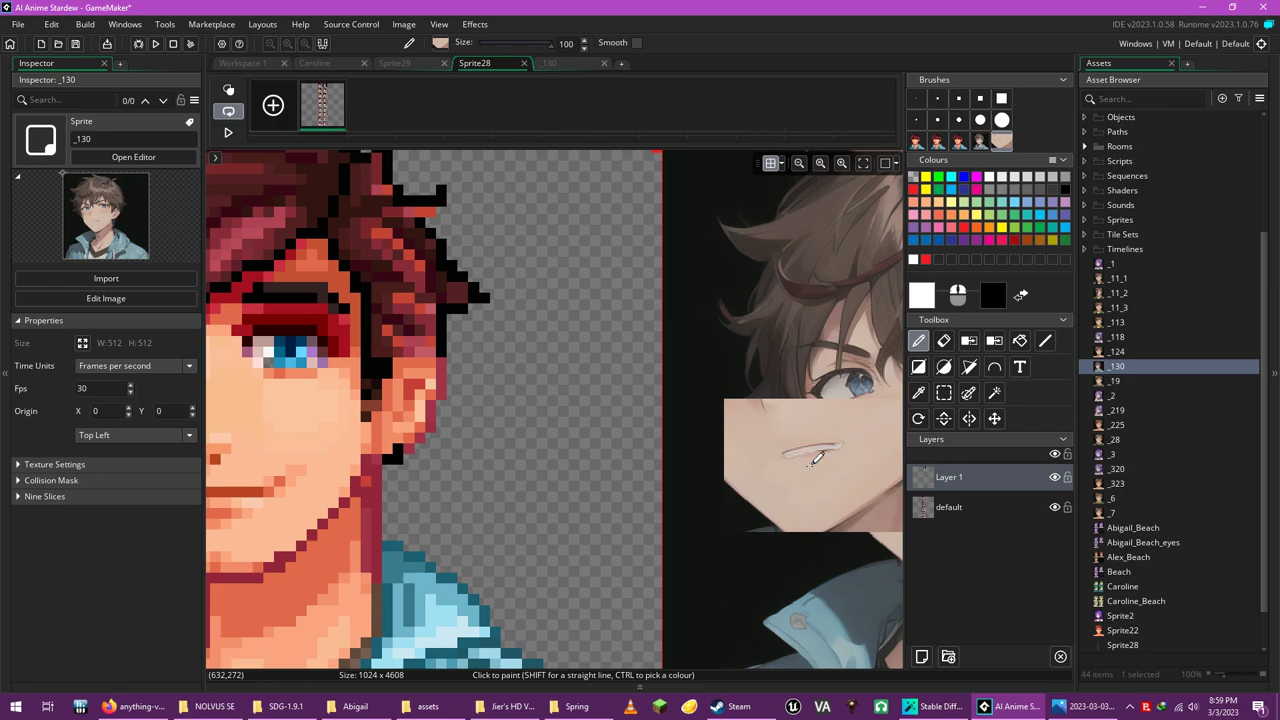 AI Anime Stardew - GameMaker*
File Edit Build Windows Tools Marketplace Layouts Source Control Image View Effects
IDE v2023.1.0.58 Runtime v2023.1.0.76
Size: 100 Smooth
Windows | VM | Default | Default
Inspector
Workspace 1
Caroline
Sprite29
Sprite28
_130
Assets
Inspector: _130
Search... 0/0
Sprite
_130
Open Editor
Import
Edit Image
Properties
Size W: 512 H: 512
Time Units Frames per second
Fps 30
Origin X 0 Y 0
Top Left
Texture Settings
Collision Mask
Nine Slices
Brushes
Colours
Toolbox
T
Layers
Layer 1
default
Asset Browser
Search...
Objects
Paths
Rooms
Scripts
Sequences
Shaders
Sounds
Sprites
Tile Sets
Timelines
_1
_11_1
_11_2
_11_3
_113
_118
_124
_130
_19
_2
_219
_225
_28
_3
_320
_323
_6
_7
Abigail_Beach
Abigail_Beach_eyes
Alex_Beach
Beach
Caroline
Caroline_Beach
Sprite2
Sprite22
Sprite28
44 items 1 selected 100%
(632,272) Size: 1024 x 4608 Click to paint (SHIFT for a straight line, CTRL to pick a colour)
anything-v... NOLVUS SE SDG-1.9.1 Abigail assets Jier's HD V... Spring Steam VA Stable Diff... AI Anime S... 2023-03-03...
8:59 PM
3/3/2023